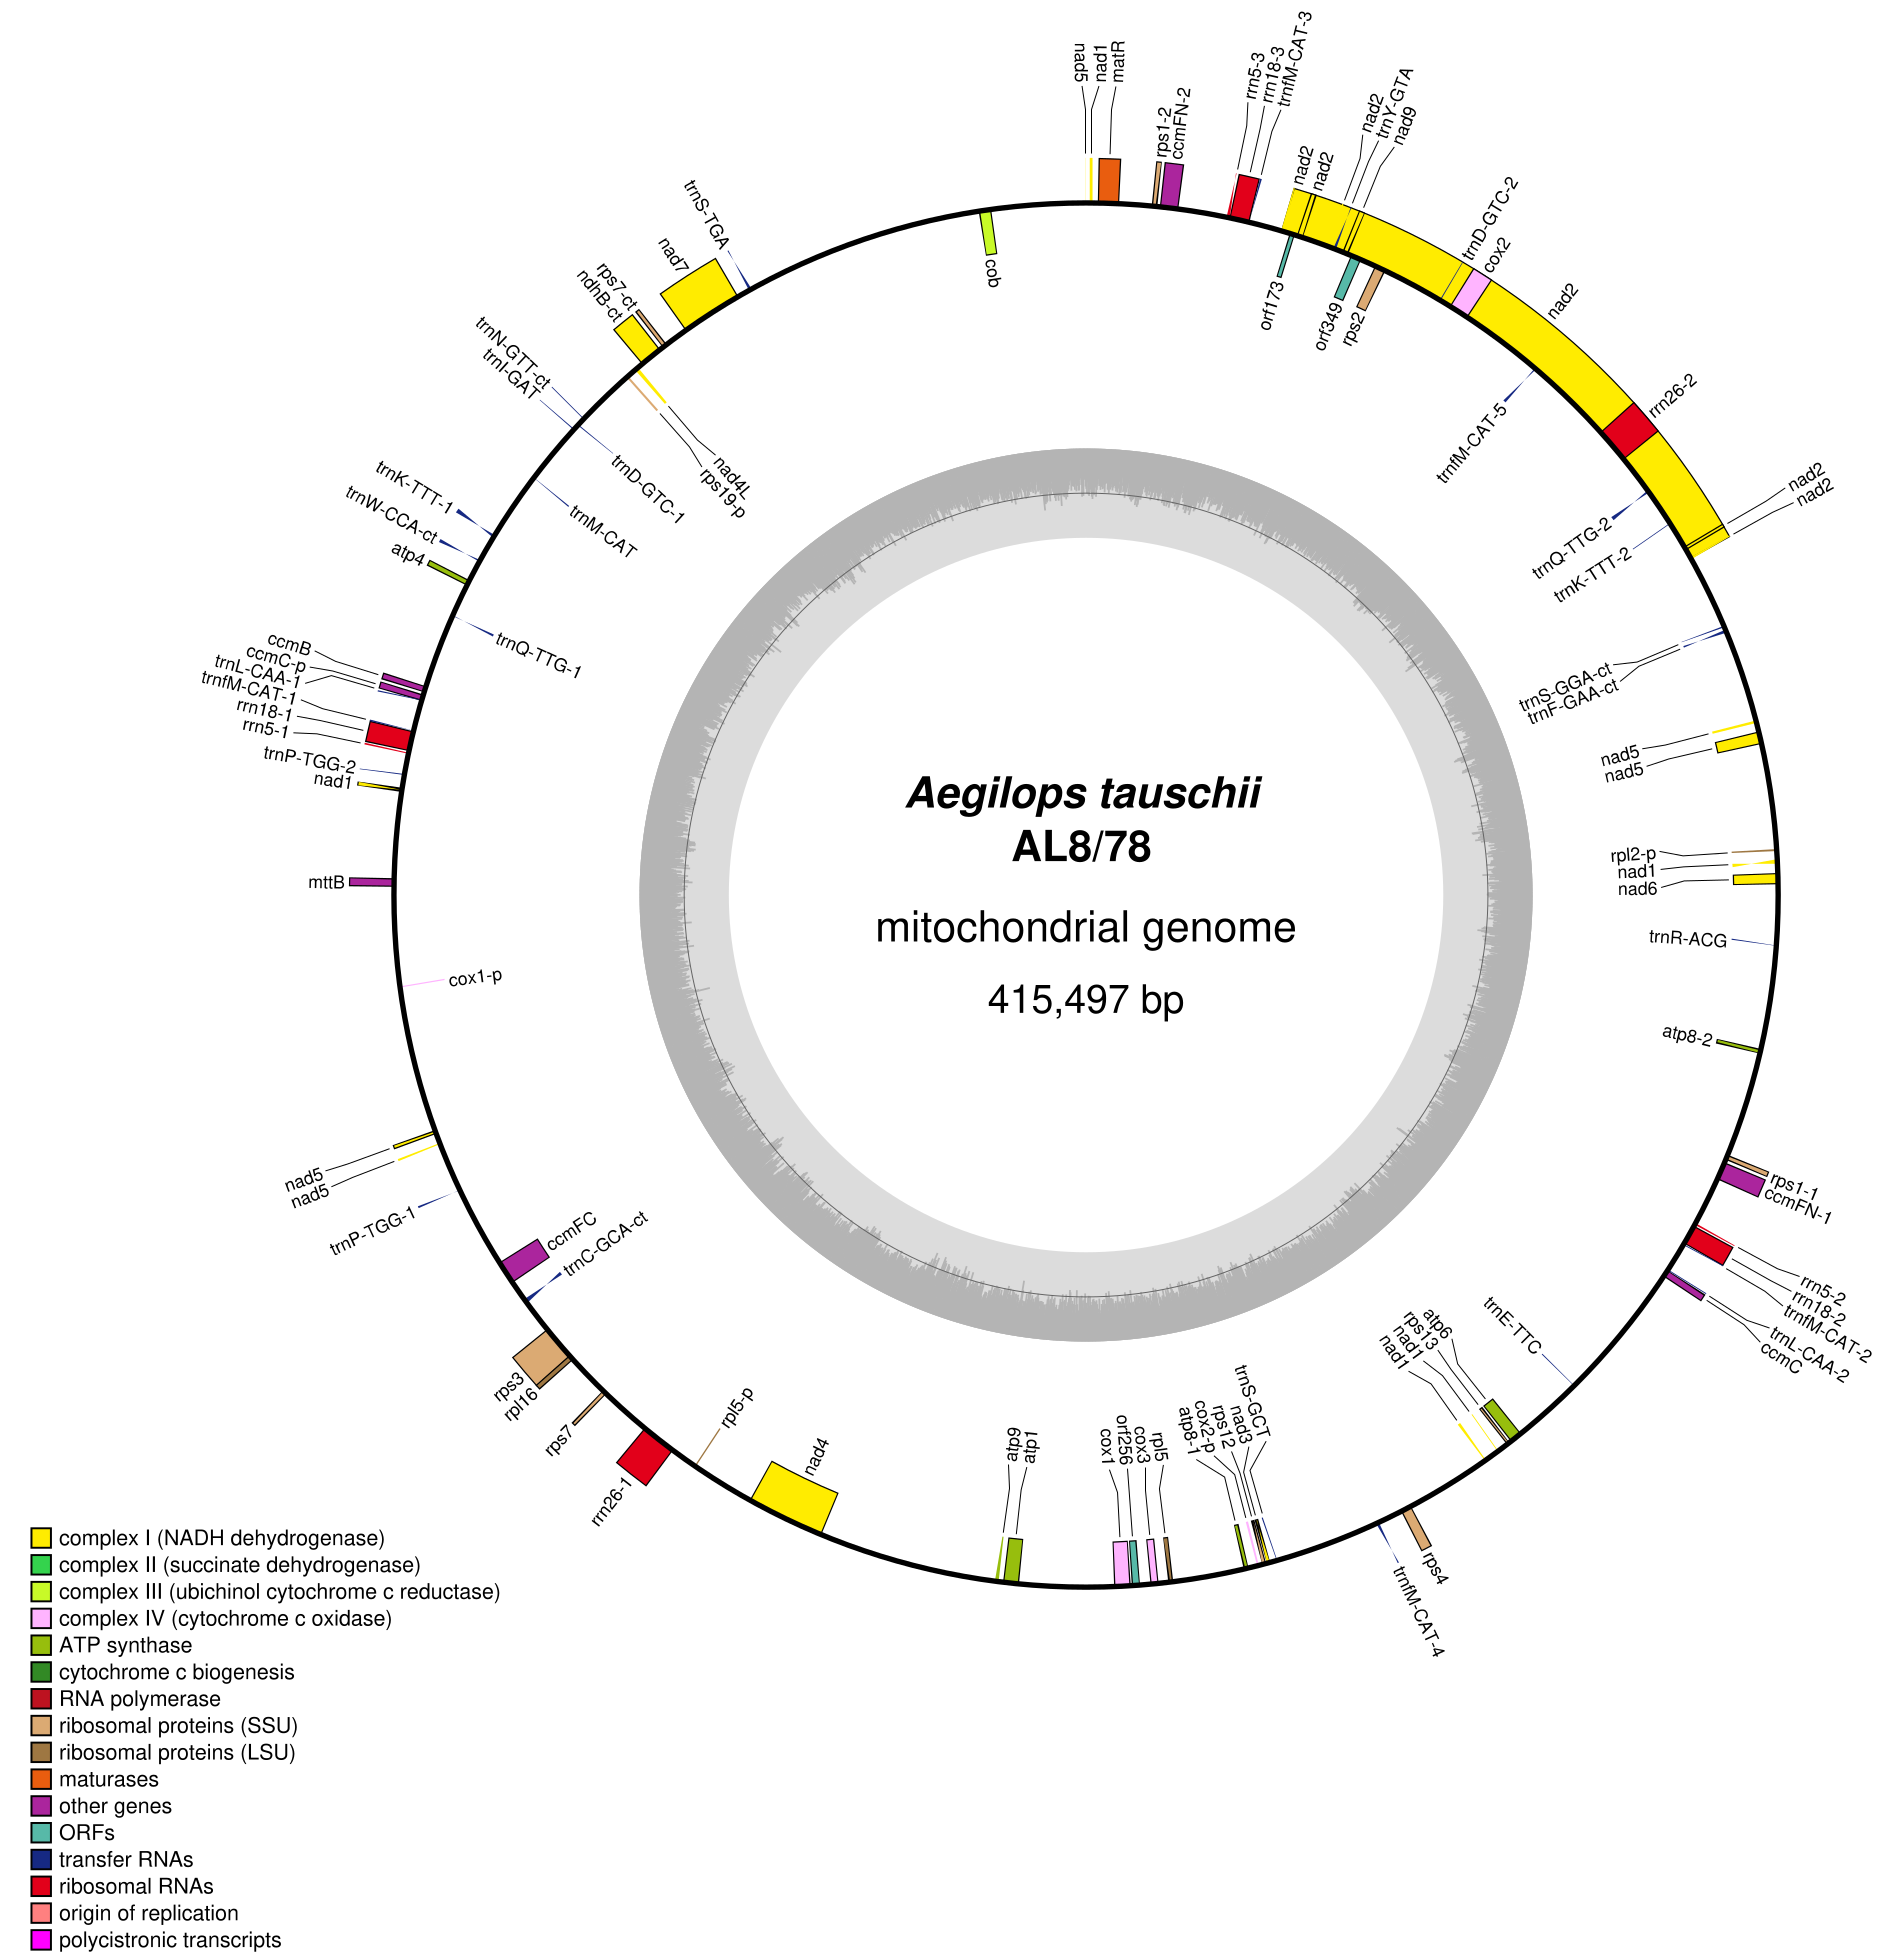 nad5
nad1
matR
rps1-2
ccmFN-2
rrn5-3
rrn18-3
trnfM-CAT-3
nad2
nad2
nad2
trnY-GTA
nad9
trnD-GTC-2
cox2
nad2
rrn26-2
nad2
nad2
orf173
orf349
rps2
trnfM-CAT-5
trnQ-TTG-2
trnK-TTT-2
trnS-GGA-ct
trnF-GAA-ct
nad5
nad5
rpl2-p
nad1
nad6
trnR-ACG
atp8-2
rps1-1
ccmFN-1
rrn5-2
rrn18-2
trnfM-CAT-2
trnL-CAA-2
ccmC
trnE-TTC
atp6
rps13
nad1
nad1
rps4
trnfM-CAT-4
trnS-GCT
nad3
rps12
cox2-p
atp8-1
rpl5
cox3
orf256
cox1
atp1
atp9
nad4
rpl5-p
rrn26-1
rps7
rpl16
rps3
trnC-GCA-ct
ccmFC
trnP-TGG-1
nad5
nad5
cox1-p
mttB
nad1
trnP-TGG-2
rrn5-1
rrn18-1
trnfM-CAT-1
trnL-CAA-1
ccmC-p
ccmB
trnQ-TTG-1
atp4
trnW-CCA-ct
trnK-TTT-1
trnM-CAT
trnD-GTC-1
trnI-GAT
trnN-GTT-ct
rps19-p
nad4L
ndhB-ct
rps7-ct
nad7
trnS-TGA
cob
Aegilops tauschii
AL8/78
mitochondrial genome
415,497 bp
complex I (NADH dehydrogenase)
complex II (succinate dehydrogenase)
complex III (ubichinol cytochrome c reductase)
complex IV (cytochrome c oxidase)
ATP synthase
cytochrome c biogenesis
RNA polymerase
ribosomal proteins (SSU)
ribosomal proteins (LSU)
maturases
other genes
ORFs
transfer RNAs
ribosomal RNAs
origin of replication
polycistronic transcripts